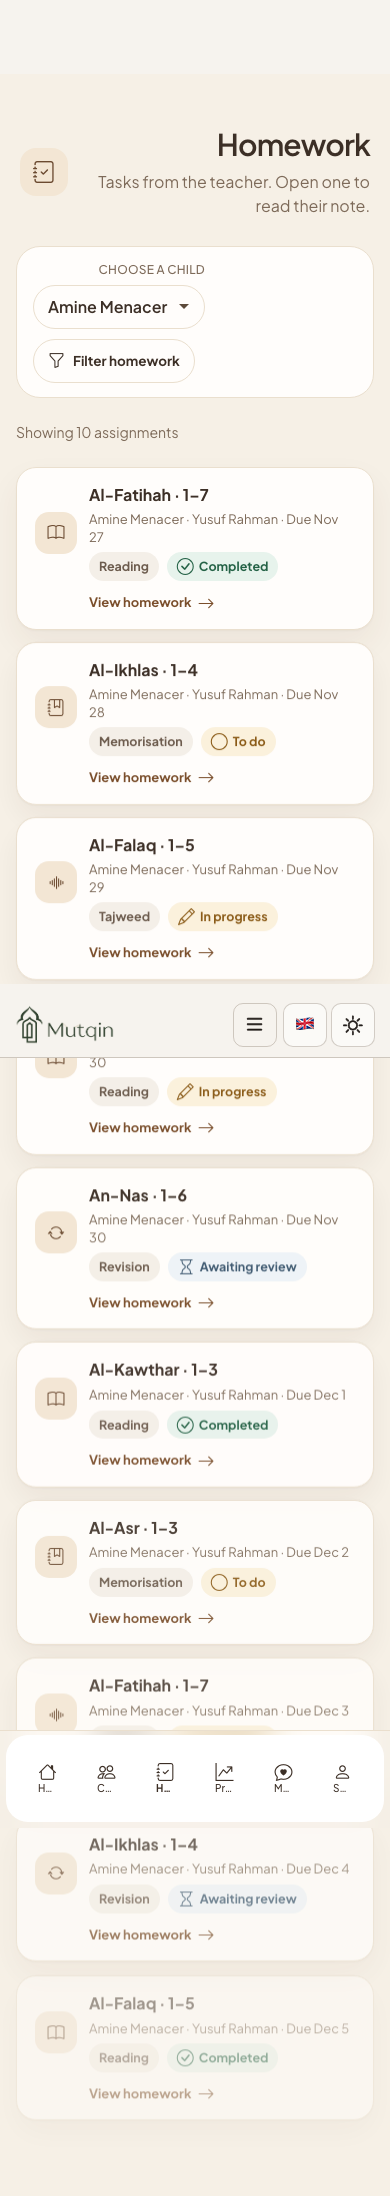 Homework
Tasks from the teacher. Open one to
read their note.
CHOOSE A CHILD
Amine Menacer
Filter homework
Showing 10 assignments
Al-Fatihah · 1–7
Amine Menacer · Yusuf Rahman · Due Nov
27
Reading
Completed
View homework →
Al-Ikhlas · 1–4
Amine Menacer · Yusuf Rahman · Due Nov
28
Memorisation
To do
View homework →
Al-Falaq · 1–5
Amine Menacer · Yusuf Rahman · Due Nov
29
Tajweed
In progress
View homework →
Mutqin
30
Reading
In progress
View homework →
An-Nas · 1–6
Amine Menacer · Yusuf Rahman · Due Nov
30
Revision
Awaiting review
View homework →
Al-Kawthar · 1–3
Amine Menacer · Yusuf Rahman · Due Dec 1
Reading
Completed
View homework →
Al-Asr · 1–3
Amine Menacer · Yusuf Rahman · Due Dec 2
Memorisation
To do
View homework →
Al-Fatihah · 1–7
Amine Menacer · Yusuf Rahman · Due Dec 3
H...
C...
H...
Pr...
M...
S...
Al-Ikhlas · 1–4
Amine Menacer · Yusuf Rahman · Due Dec 4
Revision
Awaiting review
View homework →
Al-Falaq · 1–5
Amine Menacer · Yusuf Rahman · Due Dec 5
Reading
Completed
View homework →